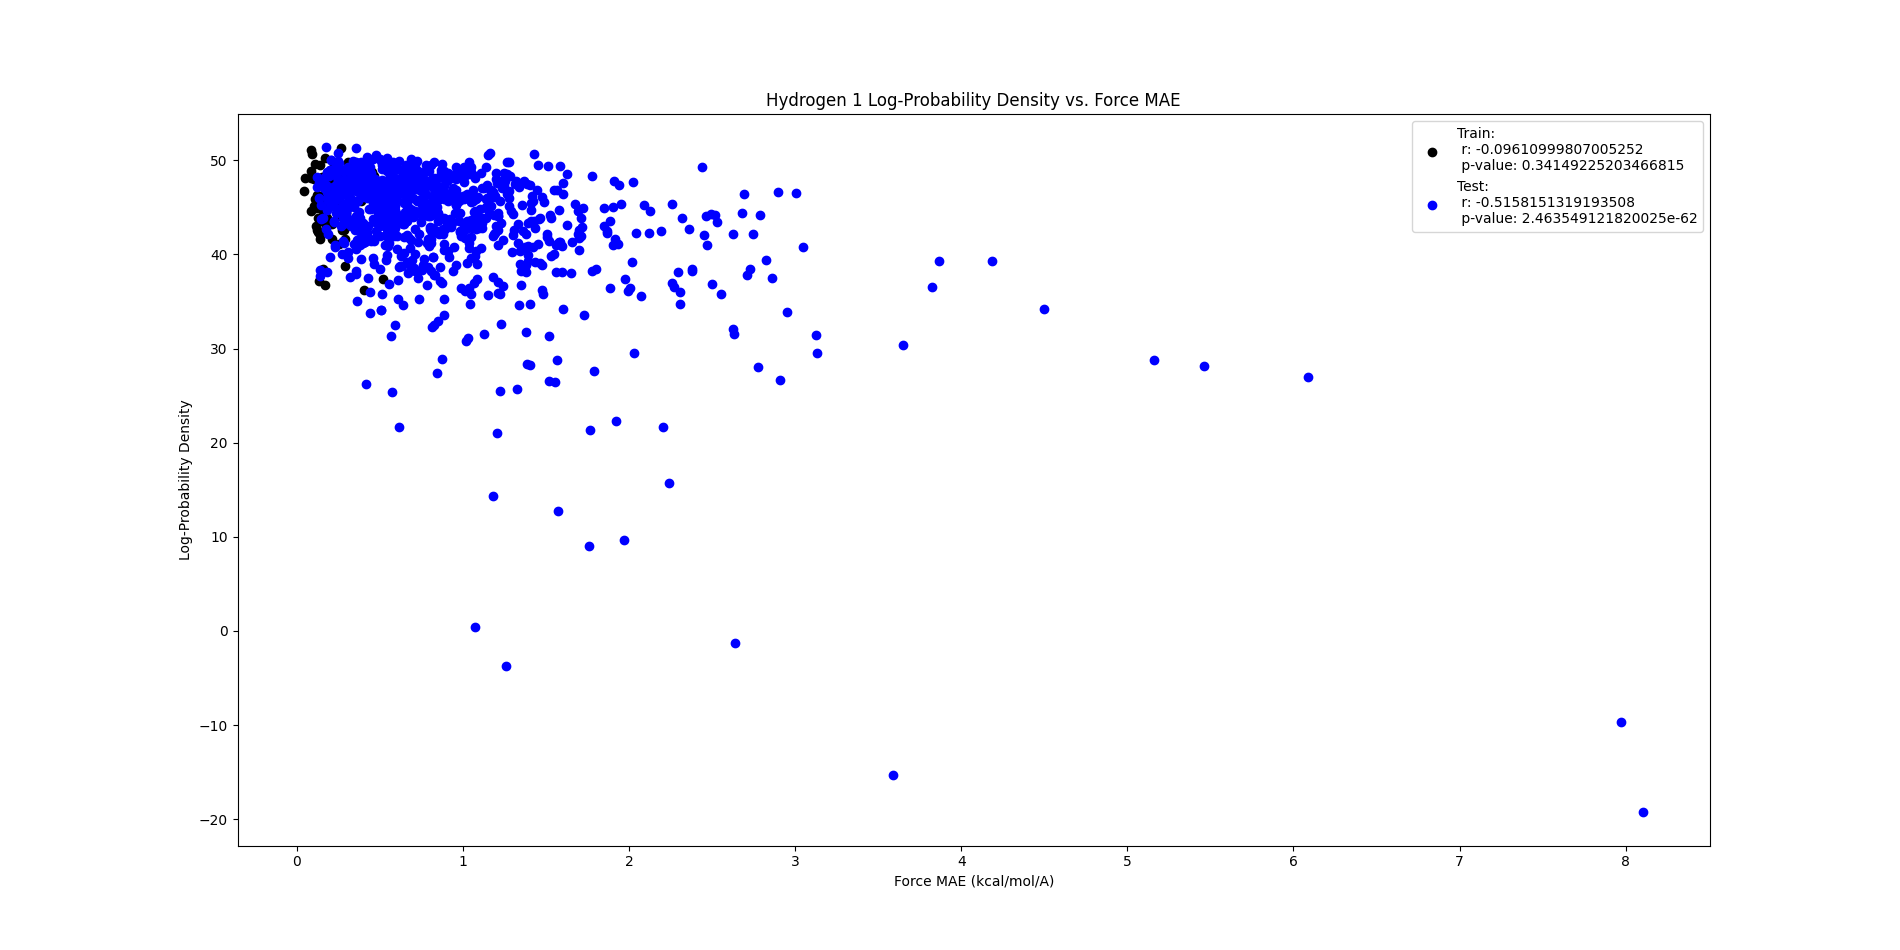 Hydrogen 1 Log-Probability Density vs. Force MAE
Train:
r: -0.09610999807005252
p-value: 0.34149225203466815
Test:
r: -0.5158151319193508
p-value: 2.463549121820025e-62
Log-Probability Density
50
40
30
20
10
0
−10
−20
0 1 2 3 4 5 6 7 8
Force MAE (kcal/mol/A)